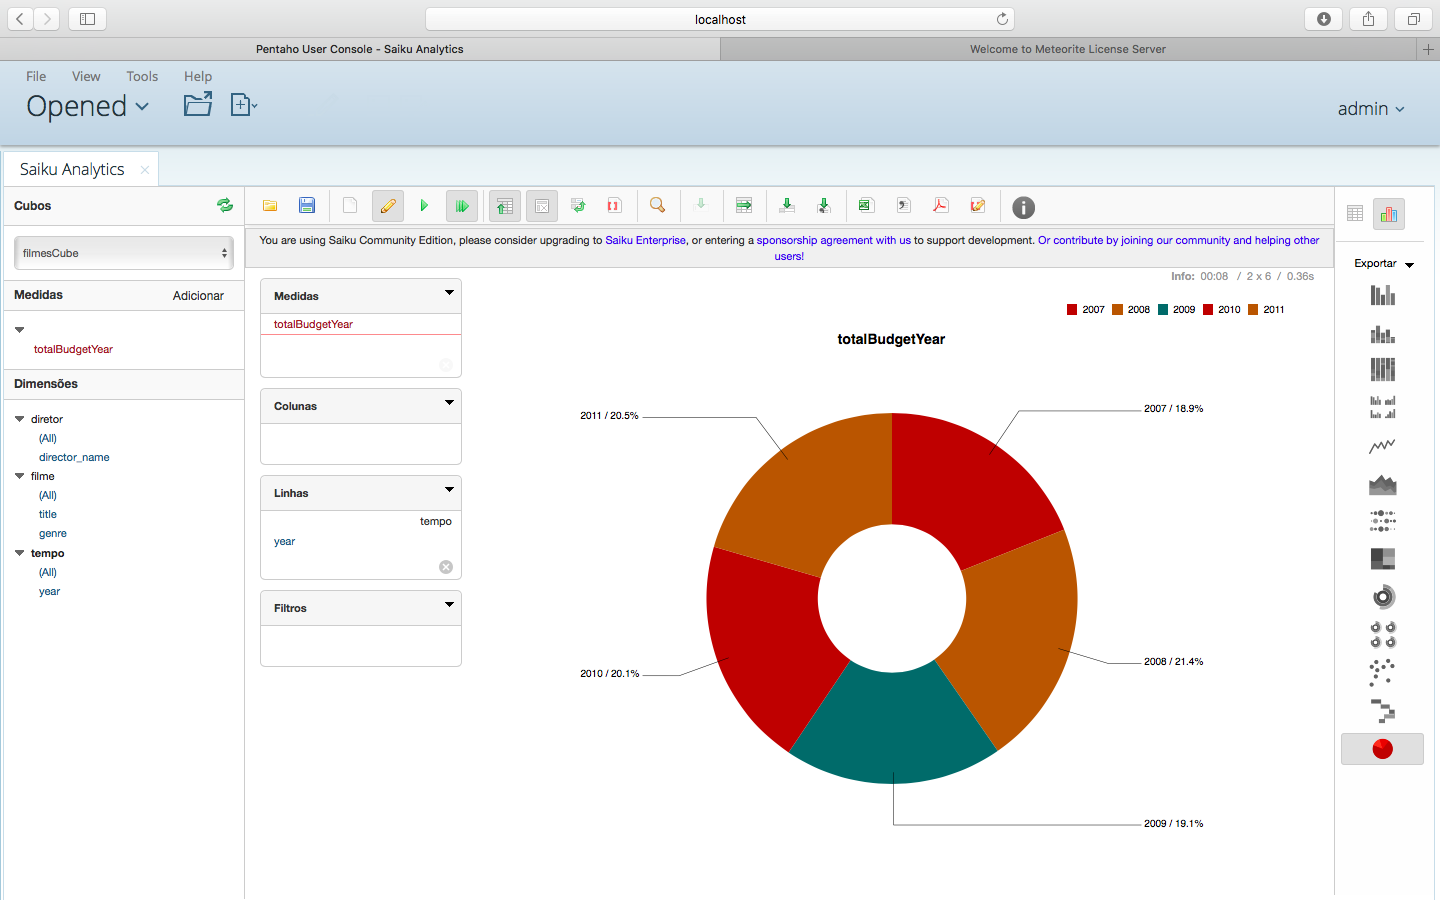 localhost
Pentaho User Console - Saiku Analytics
Welcome to Meteorite License Server
File View Tools Help
Opened
admin
Saiku Analytics
Cubos
filmesCube
Medidas Adicionar
totalBudgetYear
Dimensões
diretor
(All)
director_name
filme
(All)
title
genre
tempo
(All)
year
You are using Saiku Community Edition, please consider upgrading to Saiku Enterprise, or entering a sponsorship agreement with us to support development. Or contribute by joining our community and helping other
users!
Medidas
totalBudgetYear
Colunas
Linhas
tempo
year
Filtros
Info: 00:08 / 2 x 6 / 0.36s
2007 2008 2009 2010 2011
totalBudgetYear
2011 / 20.5%
2007 / 18.9%
2010 / 20.1%
2008 / 21.4%
2009 / 19.1%
Exportar